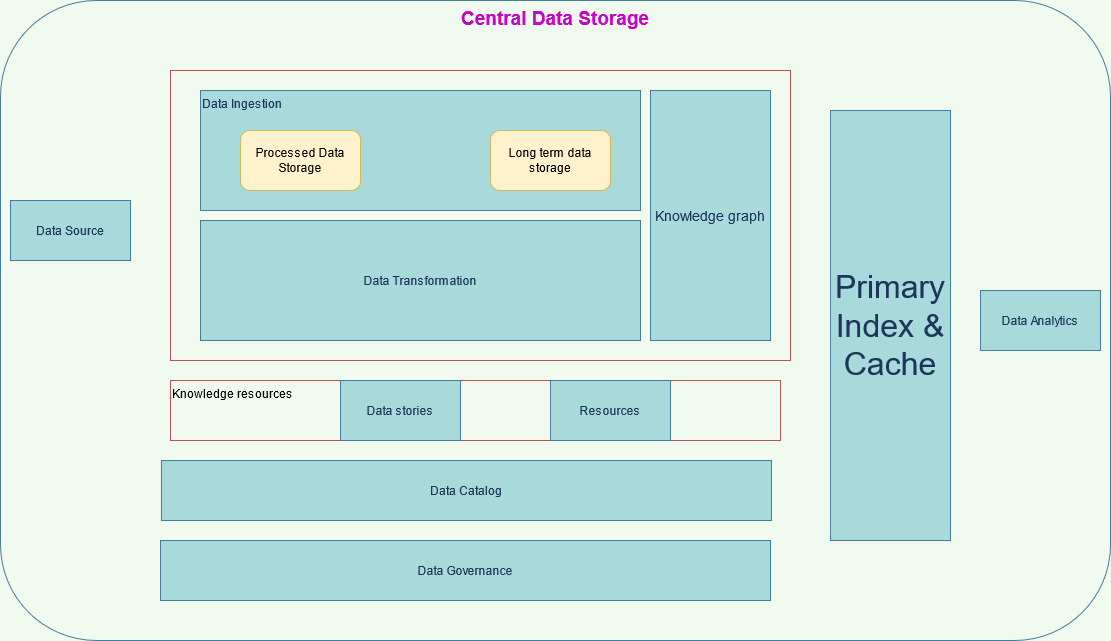 Central Data Storage
Data Ingestion
Processed Data
Storage
Long term data
storage
Knowledge graph
Data Source
Data Transformation
Primary
Index &
Cache
Data Analytics
Knowledge resources
Data stories
Resources
Data Catalog
Data Governance